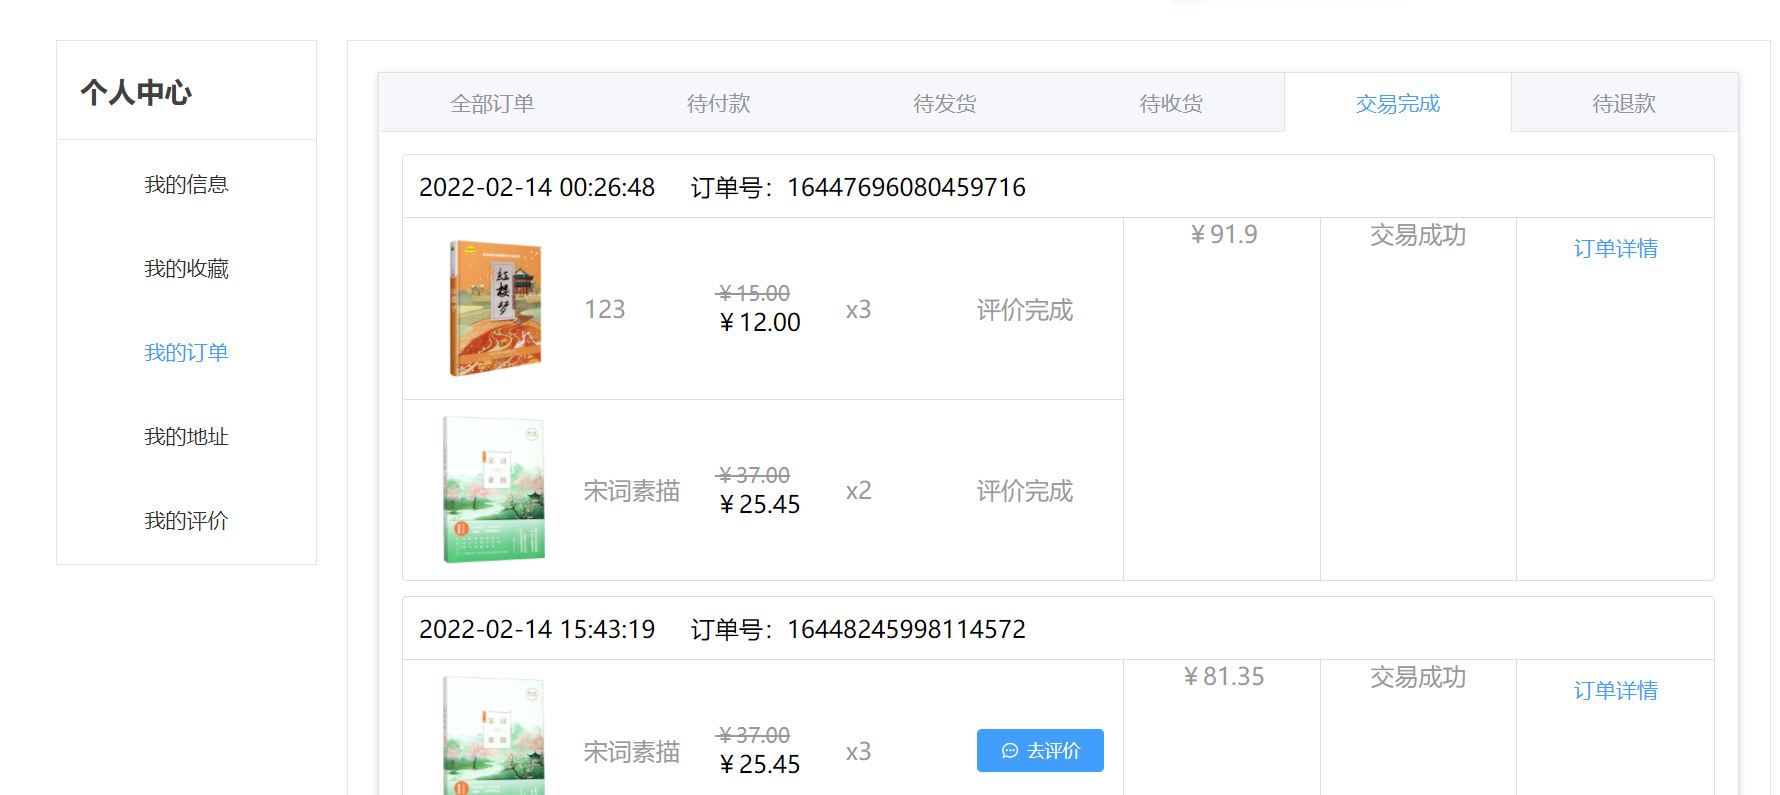 个人中心
我的信息
我的收藏
我的订单
我的地址
我的评价
全部订单 待付款 待发货 待收货 交易完成 待退款
2022-02-14 00:26:48 订单号：16447696080459716
红楼梦
123 ￥15.00 ￥12.00 x3 评价完成 ￥91.9 交易成功 订单详情
宋词素描
宋词素描 ￥37.00 ￥25.45 x2 评价完成
2022-02-14 15:43:19 订单号：16448245998114572
宋词素描
宋词素描 ￥37.00 ￥25.45 x3 去评价 ￥81.35 交易成功 订单详情